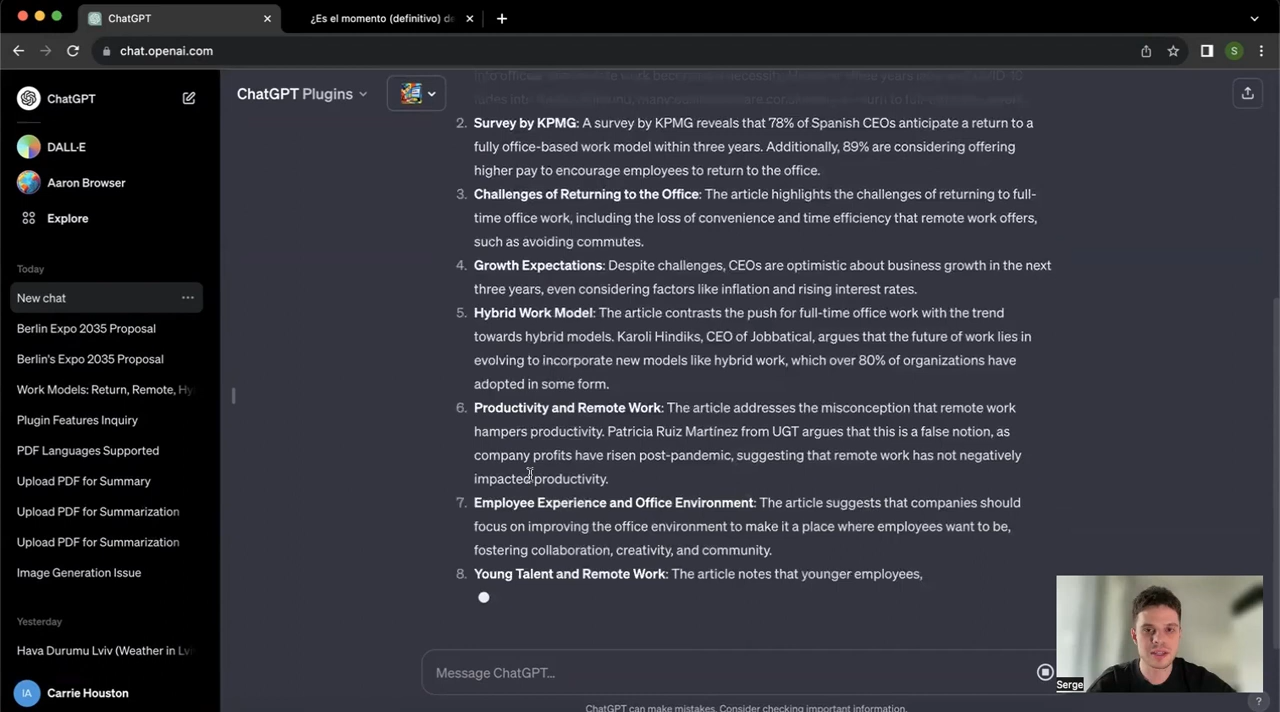 ChatGPT
¿Es el momento (definitivo) de
chat.openai.com
S
ChatGPT
DALL·E
Aaron Browser
Explore
Today
New chat
Berlin Expo 2035 Proposal
Berlin's Expo 2035 Proposal
Work Models: Return, Remote, Hy
Plugin Features Inquiry
PDF Languages Supported
Upload PDF for Summary
Upload PDF for Summarization
Upload PDF for Summarization
Image Generation Issue
Yesterday
Hava Durumu Lviv (Weather in Lvi
IA Carrie Houston
ChatGPT Plugins
2. Survey by KPMG: A survey by KPMG reveals that 78% of Spanish CEOs anticipate a return to a
fully office-based work model within three years. Additionally, 89% are considering offering
higher pay to encourage employees to return to the office.
3. Challenges of Returning to the Office: The article highlights the challenges of returning to full-
time office work, including the loss of convenience and time efficiency that remote work offers,
such as avoiding commutes.
4. Growth Expectations: Despite challenges, CEOs are optimistic about business growth in the next
three years, even considering factors like inflation and rising interest rates.
5. Hybrid Work Model: The article contrasts the push for full-time office work with the trend
towards hybrid models. Karoli Hindiks, CEO of Jobbatical, argues that the future of work lies in
evolving to incorporate new models like hybrid work, which over 80% of organizations have
adopted in some form.
6. Productivity and Remote Work: The article addresses the misconception that remote work
hampers productivity. Patricia Ruiz Martínez from UGT argues that this is a false notion, as
company profits have risen post-pandemic, suggesting that remote work has not negatively
impacted productivity.
7. Employee Experience and Office Environment: The article suggests that companies should
focus on improving the office environment to make it a place where employees want to be,
fostering collaboration, creativity, and community.
8. Young Talent and Remote Work: The article notes that younger employees,
Message ChatGPT...
ChatGPT can make mistakes. Consider checking important information.
Serge
?